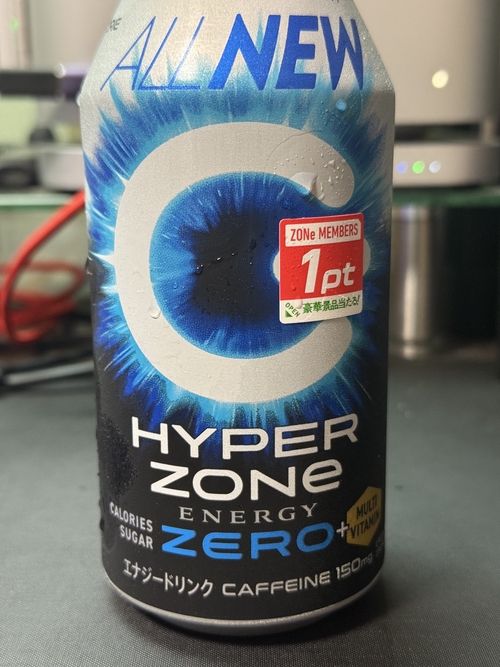 ALL NEW
ZONe MEMBERS
1pt
OPEN 豪華景品当たる!
HYPER
ZONe
ENERGY
CALORIES
SUGAR
ZERO
+
MULTI
VITAMIN
エナジードリンク CAFFEINE 150mg